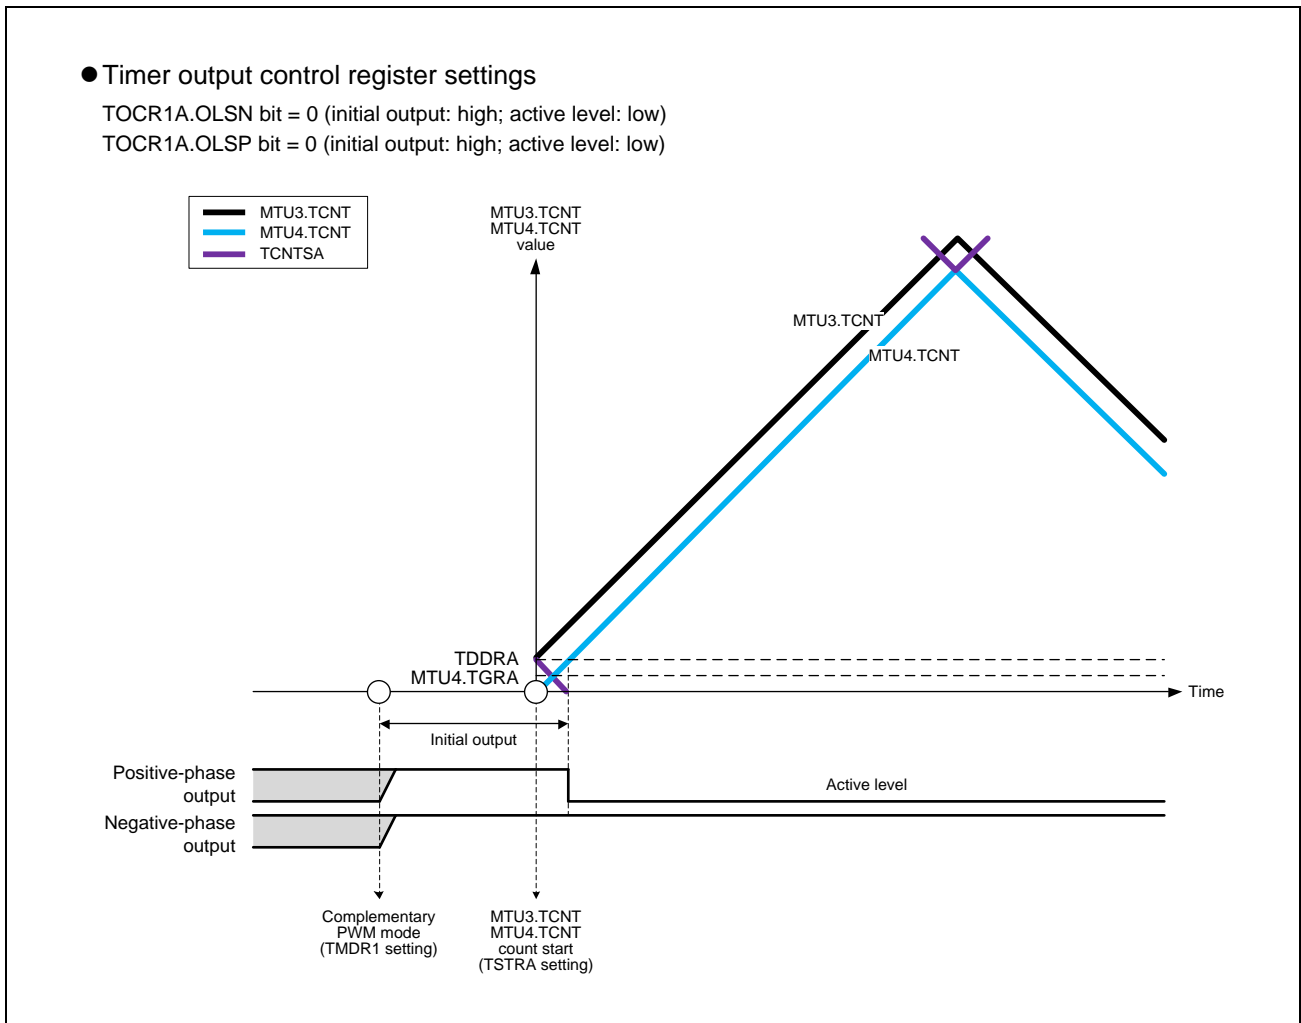 ● Timer output control register settings
TOCR1A.OLSN bit = 0 (initial output: high; active level: low)
TOCR1A.OLSP bit = 0 (initial output: high; active level: low)
MTU3.TCNT
MTU4.TCNT
TCNTSA
MTU3.TCNT
MTU4.TCNT
value
MTU3.TCNT
MTU4.TCNT
TDDRA
MTU4.TGRA
Time
Initial output
Positive-phase
output
Active level
Negative-phase
output
Complementary
PWM mode
(TMDR1 setting)
MTU3.TCNT
MTU4.TCNT
count start
(TSTRA setting)